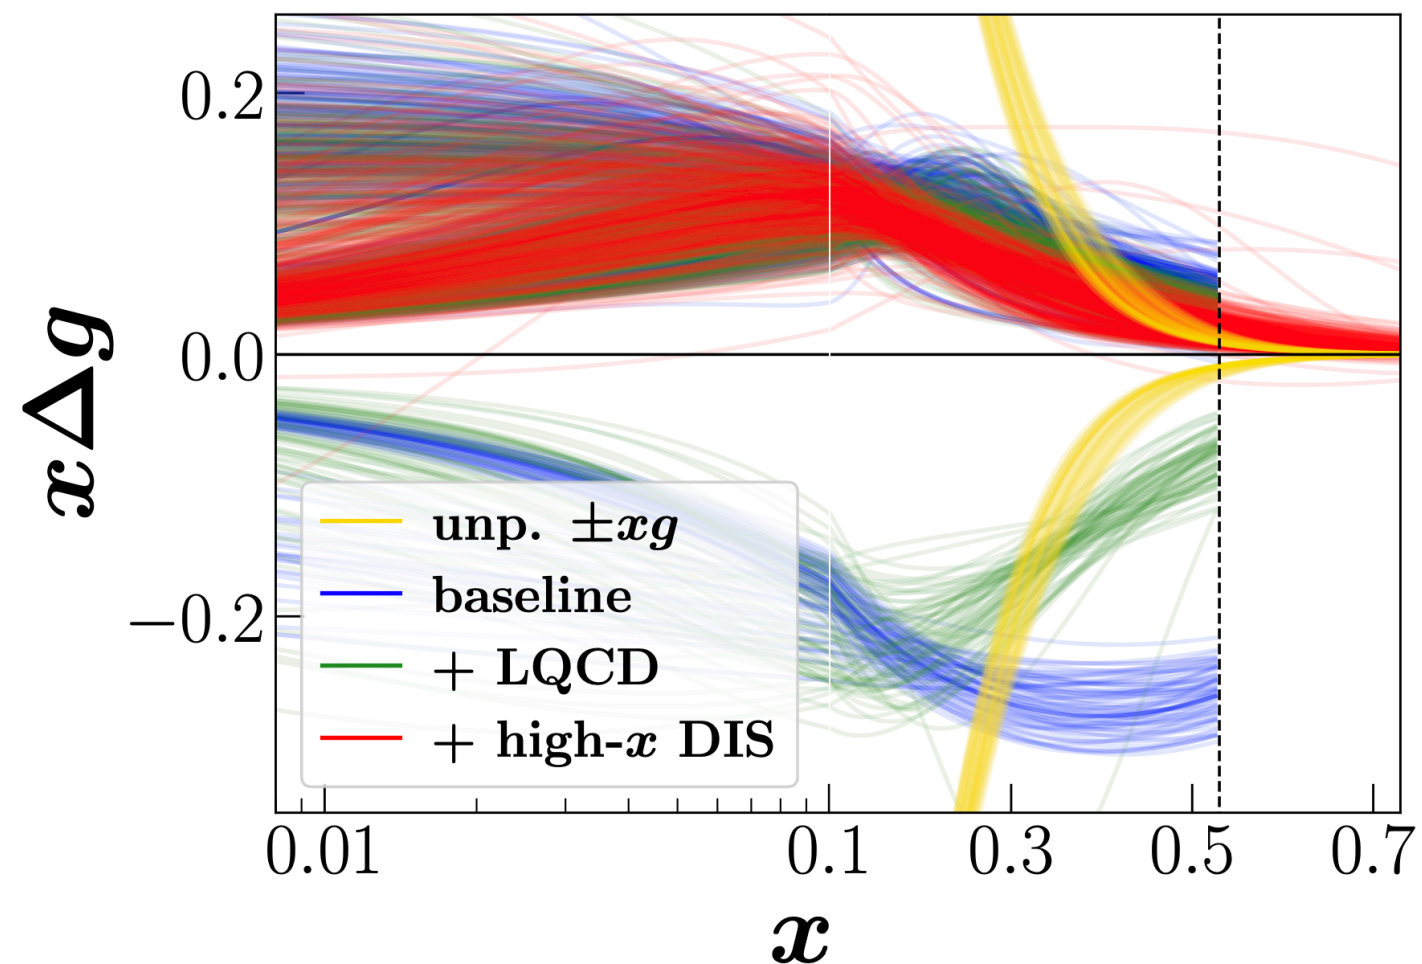 0.2
0.0
−0.2
xΔg
unp. ±xg
baseline
+ LQCD
+ high-x DIS
0.01 0.1 0.3 0.5 0.7
x